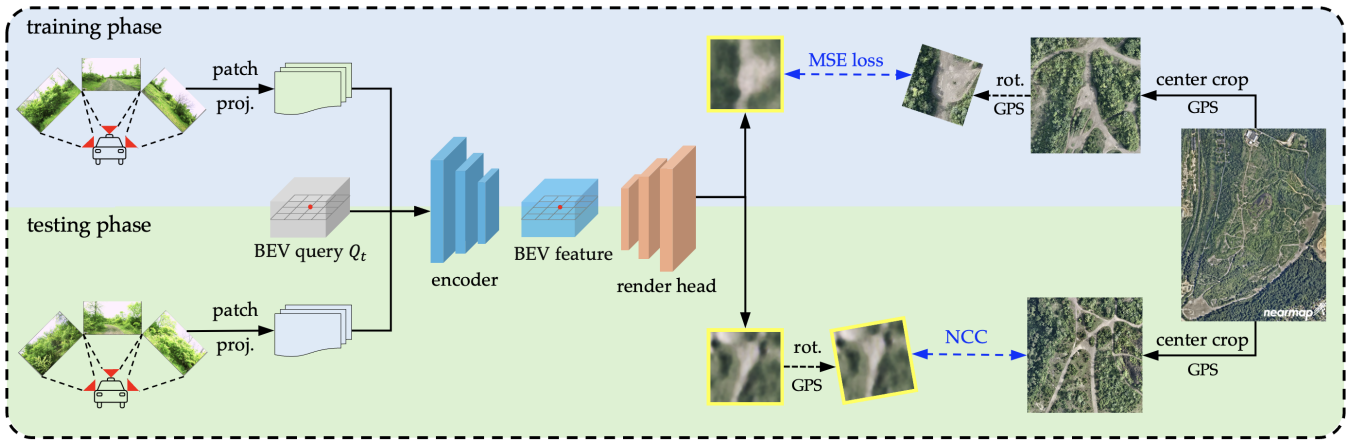 training phase
patch
proj.
MSE loss
rot.
GPS
center crop
GPS
BEV query Qt
encoder
BEV feature
render head
nearmap
testing phase
patch
proj.
rot.
GPS
NCC
center crop
GPS